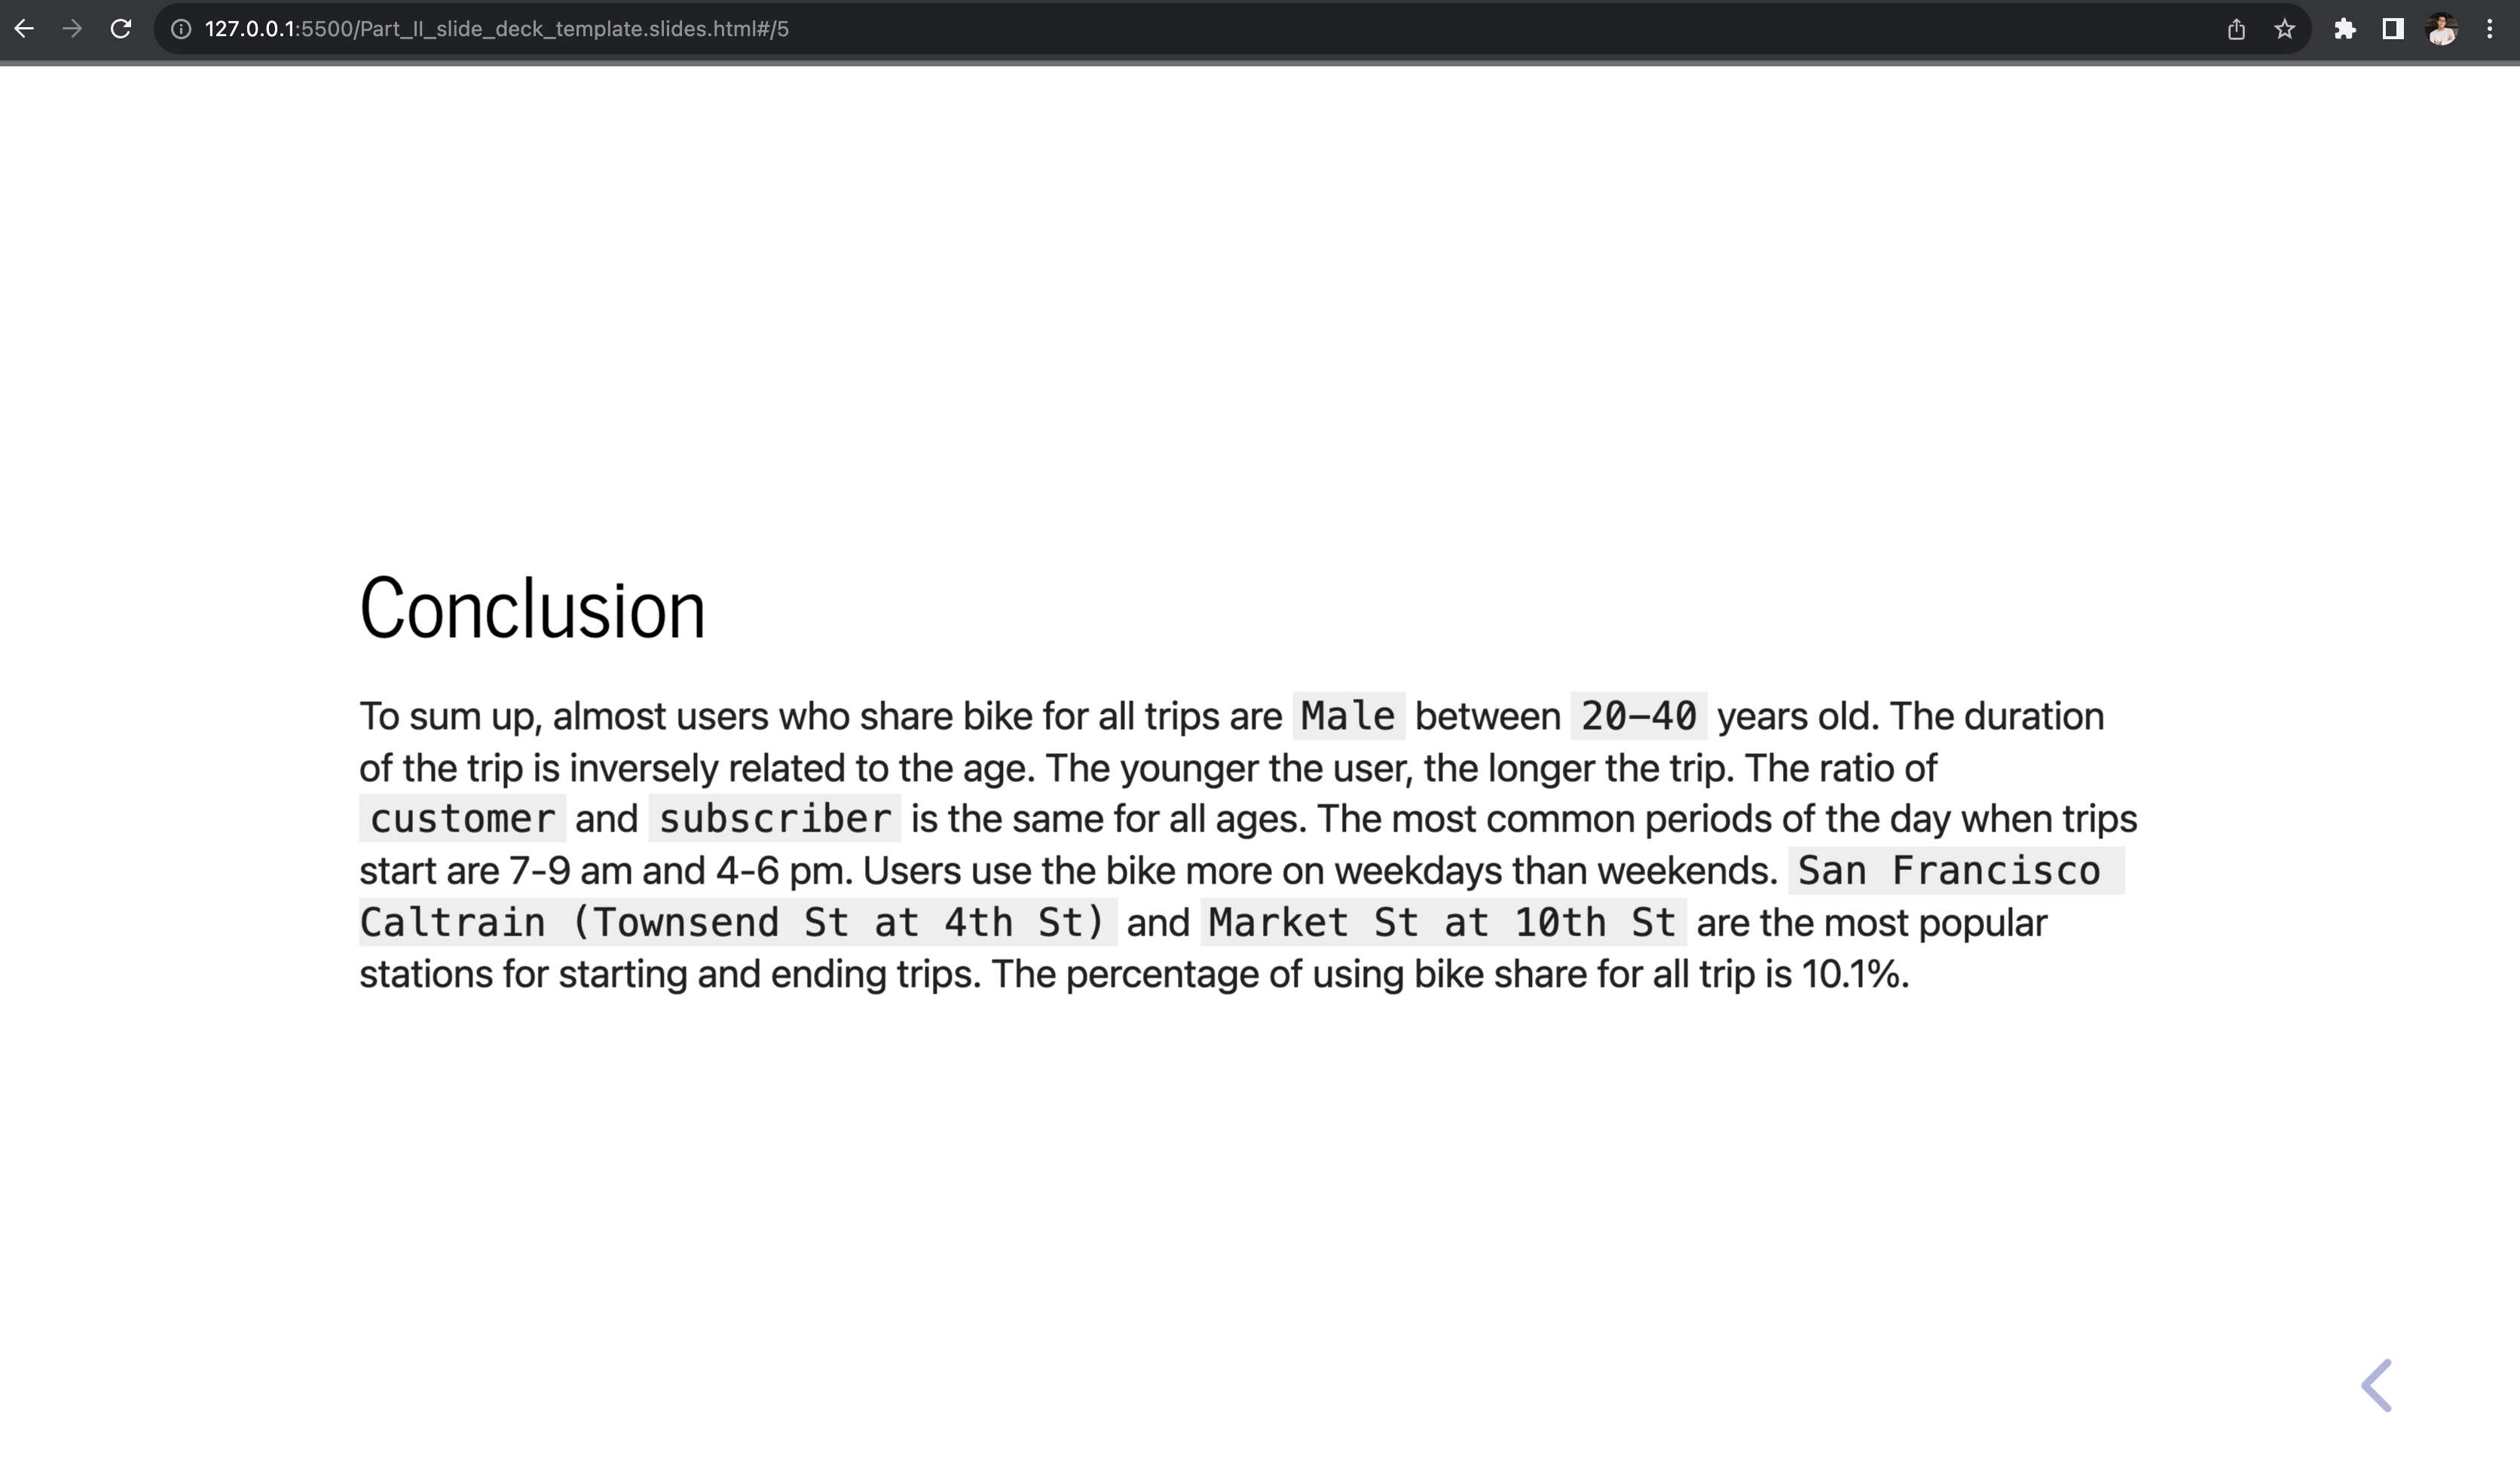 127.0.0.1:5500/Part_II_slide_deck_template.slides.html#/5
Conclusion
To sum up, almost users who share bike for all trips are Male between 20-40 years old. The duration
of the trip is inversely related to the age. The younger the user, the longer the trip. The ratio of
customer and subscriber is the same for all ages. The most common periods of the day when trips
start are 7-9 am and 4-6 pm. Users use the bike more on weekdays than weekends. San Francisco
Caltrain (Townsend St at 4th St) and Market St at 10th St are the most popular
stations for starting and ending trips. The percentage of using bike share for all trip is 10.1%.